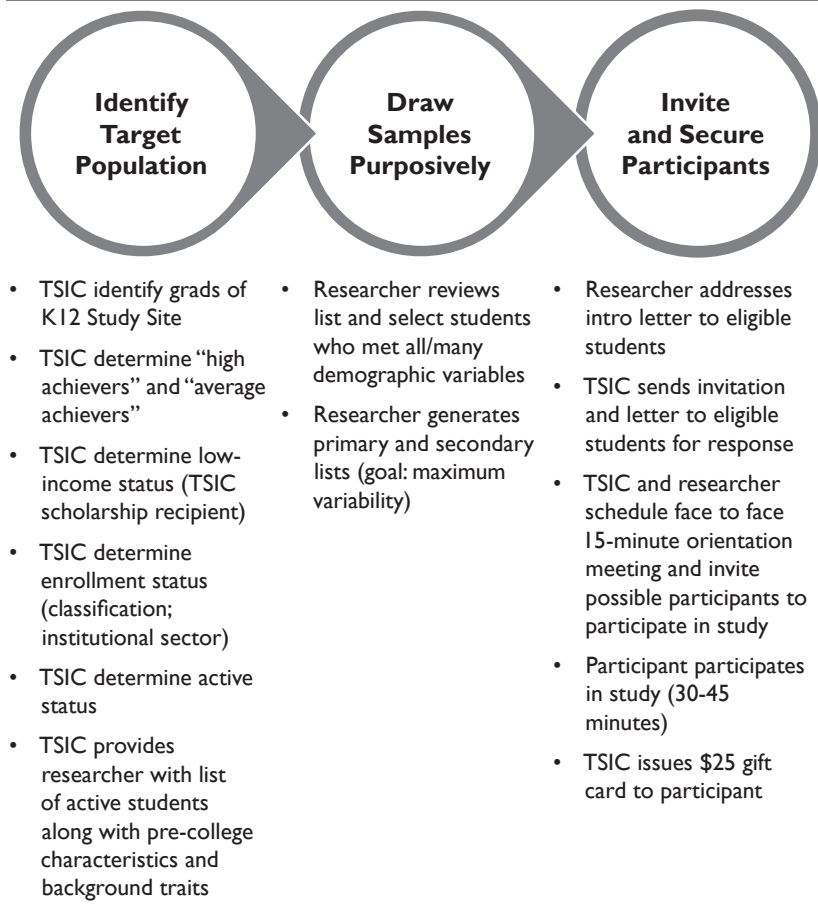 Identify
Target
Population
Draw
Samples
Purposively
Invite
and Secure
Participants
• TSIC identify grads of
K12 Study Site
• TSIC determine “high
achievers” and “average
achievers”
• TSIC determine low-
income status (TSIC
scholarship recipient)
• TSIC determine
enrollment status
(classification;
institutional sector)
• TSIC determine active
status
• TSIC provides
researcher with list
of active students
along with pre-college
characteristics and
background traits
• Researcher reviews
list and select students
who met all/many
demographic variables
• Researcher generates
primary and secondary
lists (goal: maximum
variability)
• Researcher addresses
intro letter to eligible
students
• TSIC sends invitation
and letter to eligible
students for response
• TSIC and researcher
schedule face to face
15-minute orientation
meeting and invite
possible participants to
participate in study
• Participant participates
in study (30-45
minutes)
• TSIC issues $25 gift
card to participant